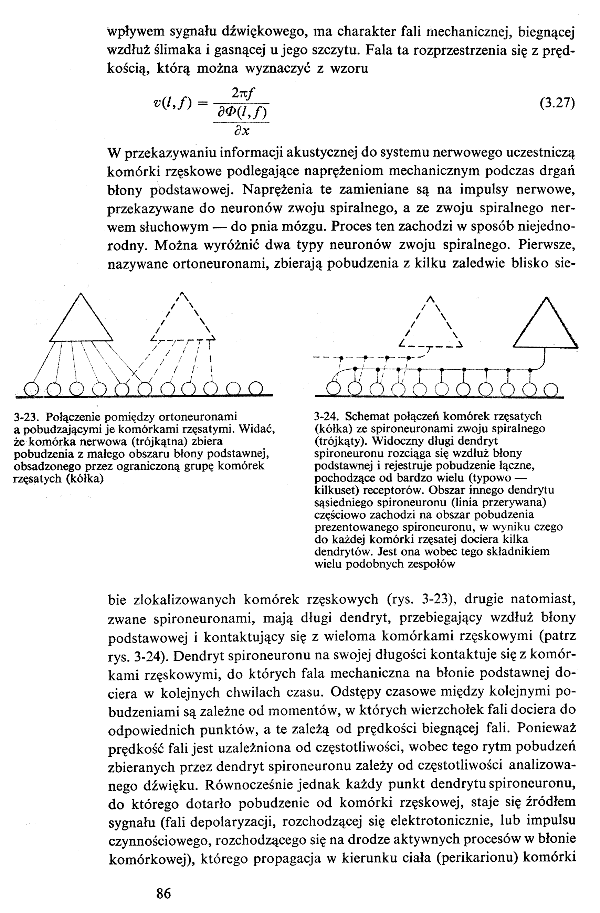 wpływem sygnału dźwiękowego, ma charakter fali mechanicznej, biegnącej
wzdłuż ślimaka i gasnącej u jego szczytu. Fala ta rozprzestrzenia się z pręd-
kością, którą można wyznaczyć z wzoru
v(l,f) = 2πf / (∂Φ(l,f) / ∂x) (3.27)
W przekazywaniu informacji akustycznej do systemu nerwowego uczestniczą
komórki rzęskowe podlegające naprężeniom mechanicznym podczas drgań
błony podstawowej. Naprężenia te zamieniane są na impulsy nerwowe,
przekazywane do neuronów zwoju spiralnego, a ze zwoju spiralnego ner-
wem słuchowym — do pnia mózgu. Proces ten zachodzi w sposób niejedno-
rodny. Można wyróżnić dwa typy neuronów zwoju spiralnego. Pierwsze,
nazywane ortoneuronami, zbierają pobudzenia z kilku zaledwie blisko sie-
3-23. Połączenie pomiędzy ortoneuronami
a pobudzającymi je komórkami rzęsatymi. Widać,
że komórka nerwowa (trójkątna) zbiera
pobudzenia z małego obszaru błony podstawnej,
obsadzonego przez ograniczoną grupę komórek
rzęsatych (kółka)
3-24. Schemat połączeń komórek rzęsatych
(kółka) ze spironeuronami zwoju spiralnego
(trójkąty). Widoczny długi dendryt
spironeuronu rozciąga się wzdłuż błony
podstawnej i rejestruje pobudzenie łączne,
pochodzące od bardzo wielu (typowo —
kilkuset) receptorów. Obszar innego dendrytu
sąsiedniego spironeuronu (linia przerywana)
częściowo zachodzi na obszar pobudzenia
prezentowanego spironeuronu, w wyniku czego
do każdej komórki rzęsatej dociera kilka
dendrytów. Jest ona wobec tego składnikiem
wielu podobnych zespołów
bie zlokalizowanych komórek rzęskowych (rys. 3-23), drugie natomiast,
zwane spironeuronami, mają długi dendryt, przebiegający wzdłuż błony
podstawowej i kontaktujący się z wieloma komórkami rzęskowymi (patrz
rys. 3-24). Dendryt spironeuronu na swojej długości kontaktuje się z komór-
kami rzęskowymi, do których fala mechaniczna na błonie podstawnej do-
ciera w kolejnych chwilach czasu. Odstępy czasowe między kolejnymi po-
budzeniami są zależne od momentów, w których wierzchołek fali dociera do
odpowiednich punktów, a te zależą od prędkości biegnącej fali. Ponieważ
prędkość fali jest uzależniona od częstotliwości, wobec tego rytm pobudzeń
zbieranych przez dendryt spironeuronu zależy od częstotliwości analizowa-
nego dźwięku. Równocześnie jednak każdy punkt dendrytu spironeuronu,
do którego dotarło pobudzenie od komórki rzęskowej, staje się źródłem
sygnału (fali depolaryzacji, rozchodzącej się elektrotonicznie, lub impulsu
czynnościowego, rozchodzącego się na drodze aktywnych procesów w błonie
komórkowej), którego propagacja w kierunku ciała (perikarionu) komórki
86